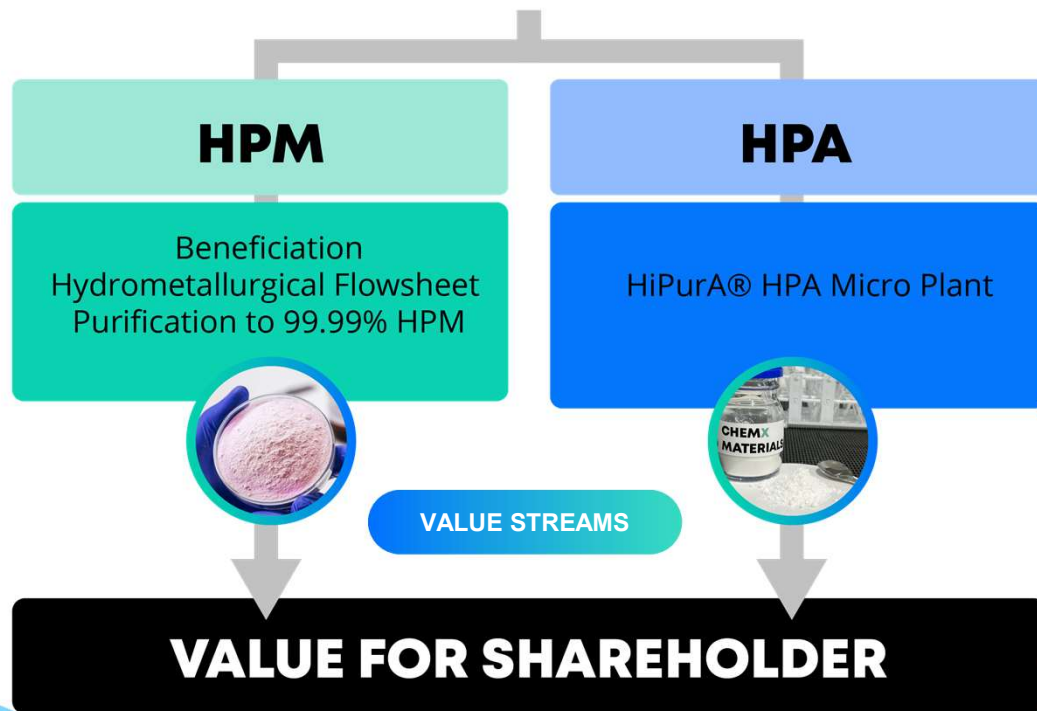 HPM
HPA
Beneficiation
Hydrometallurgical Flowsheet
Purification to 99.99% HPM
HiPurA® HPA Micro Plant
CHEMX
MATERIALS
VALUE STREAMS
VALUE FOR SHAREHOLDER